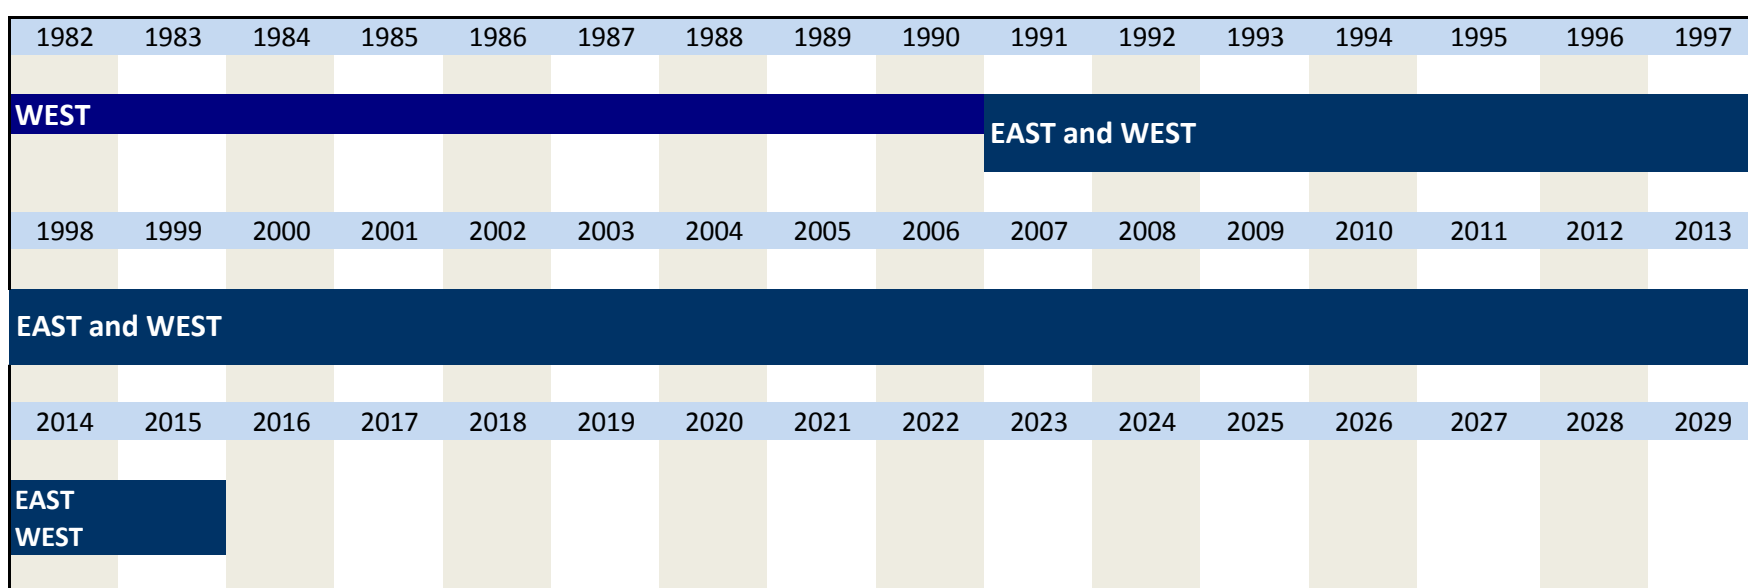 1982 1983 1984 1985 1986 1987 1988 1989 1990 1991 1992 1993 1994 1995 1996 1997
WEST
EAST and WEST
1998 1999 2000 2001 2002 2003 2004 2005 2006 2007 2008 2009 2010 2011 2012 2013
EAST and WEST
2014 2015 2016 2017 2018 2019 2020 2021 2022 2023 2024 2025 2026 2027 2028 2029
EAST
WEST